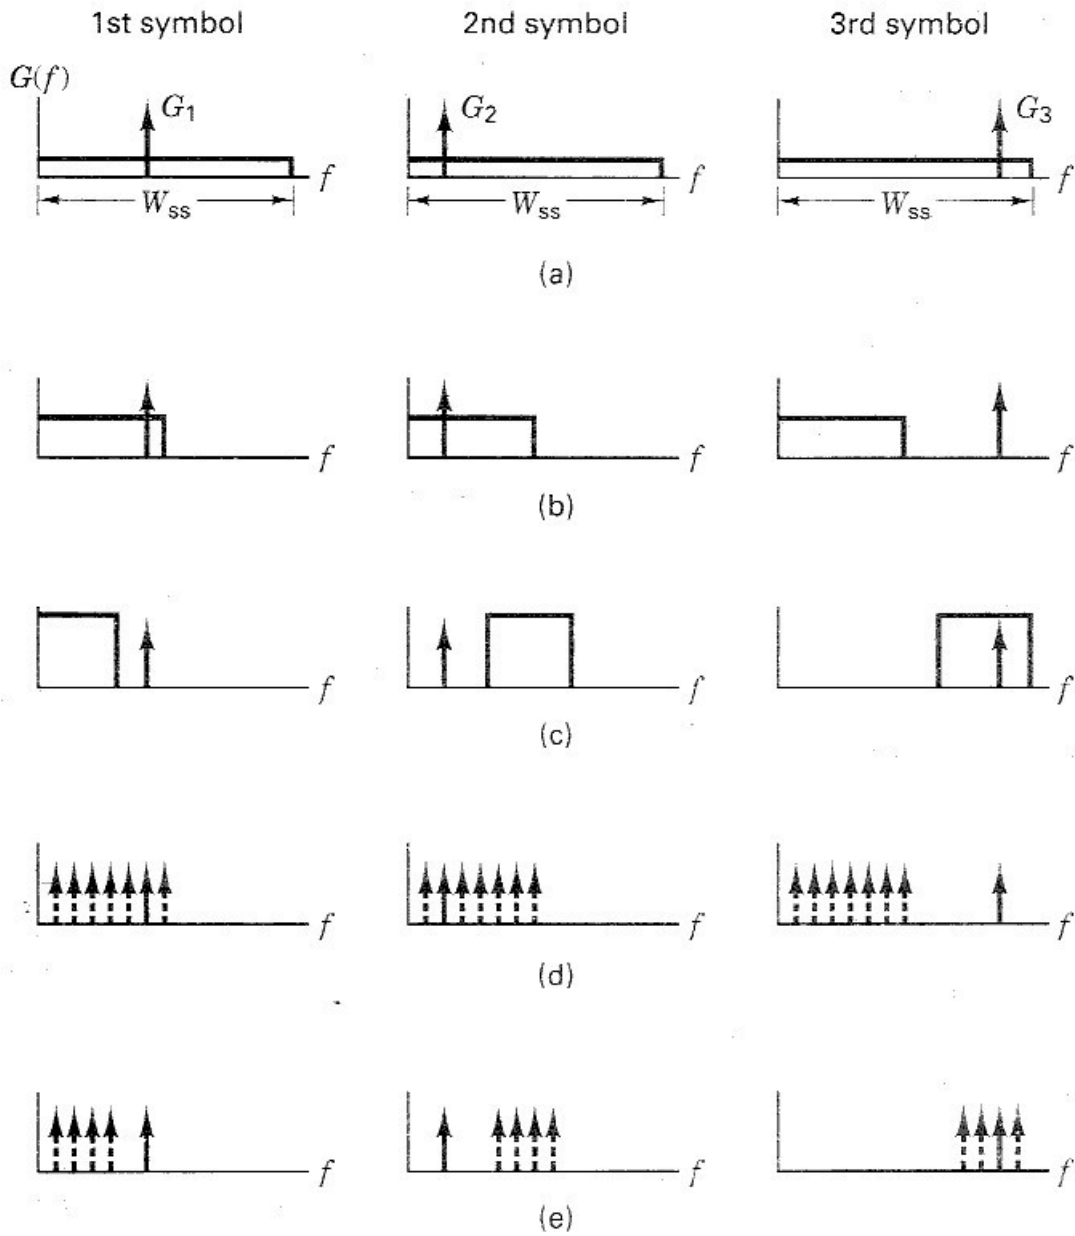 1st symbol 2nd symbol 3rd symbol
G(f)
G1 G2 G3
f f f
Wss Wss Wss
(a)
f f f
(b)
f f f
(c)
f f f
(d)
f f f
(e)